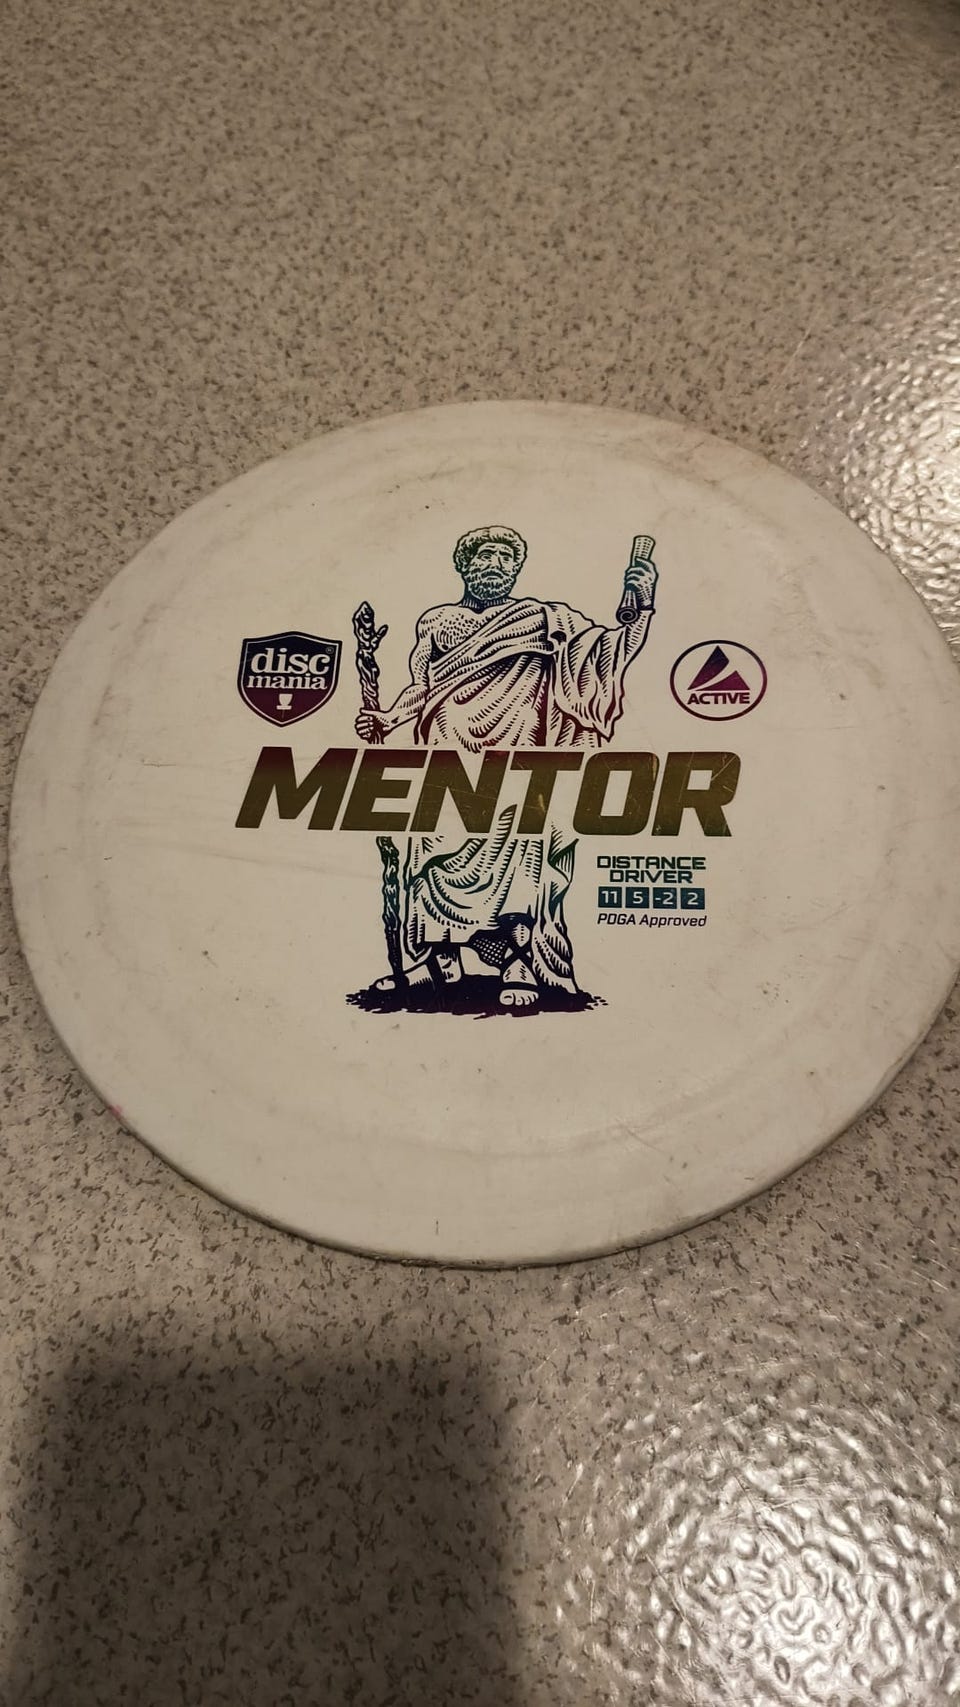 disc®
mania
ACTIVE
MENTOR
DISTANCE
DRIVER
11 5 -2 2
PDGA Approved